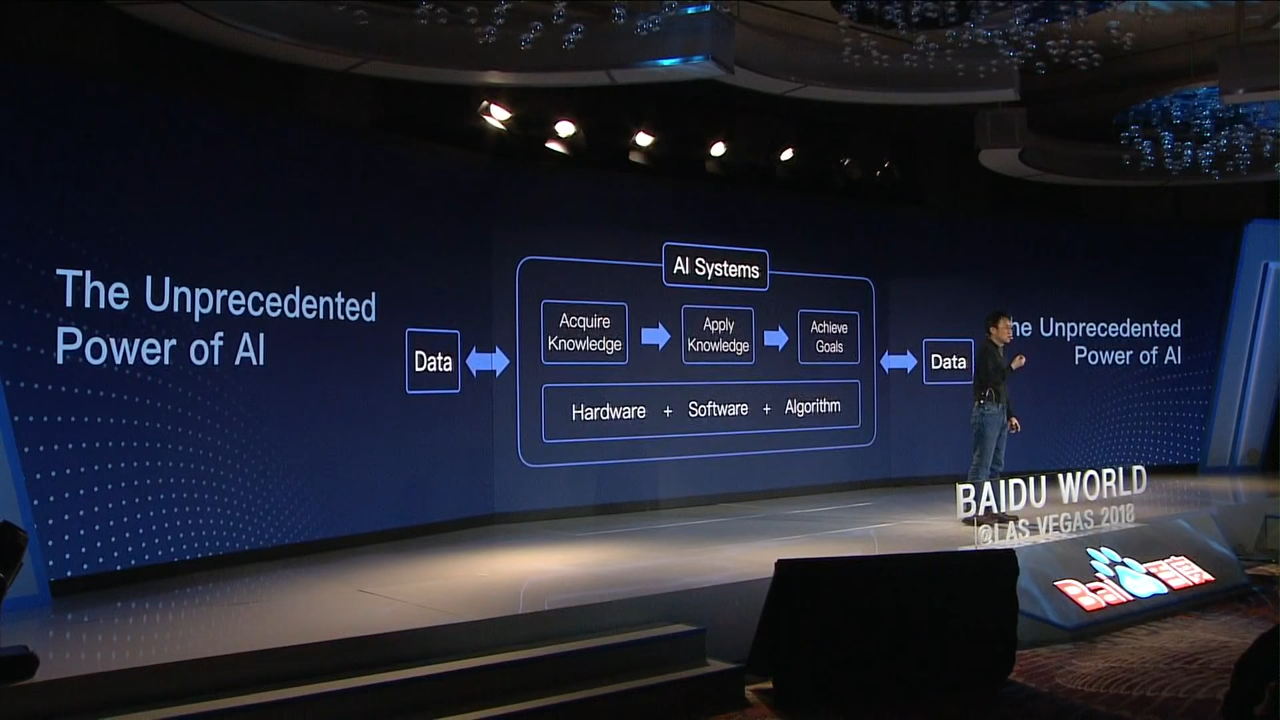 The Unprecedented
Power of AI
Data
AI Systems
Acquire
Knowledge
Apply
Knowledge
Achieve
Goals
Hardware + Software + Algorithm
Data
he Unprecedented
Power of AI
BAIDU WORLD
@LAS VEGAS 2018
Bai 百度